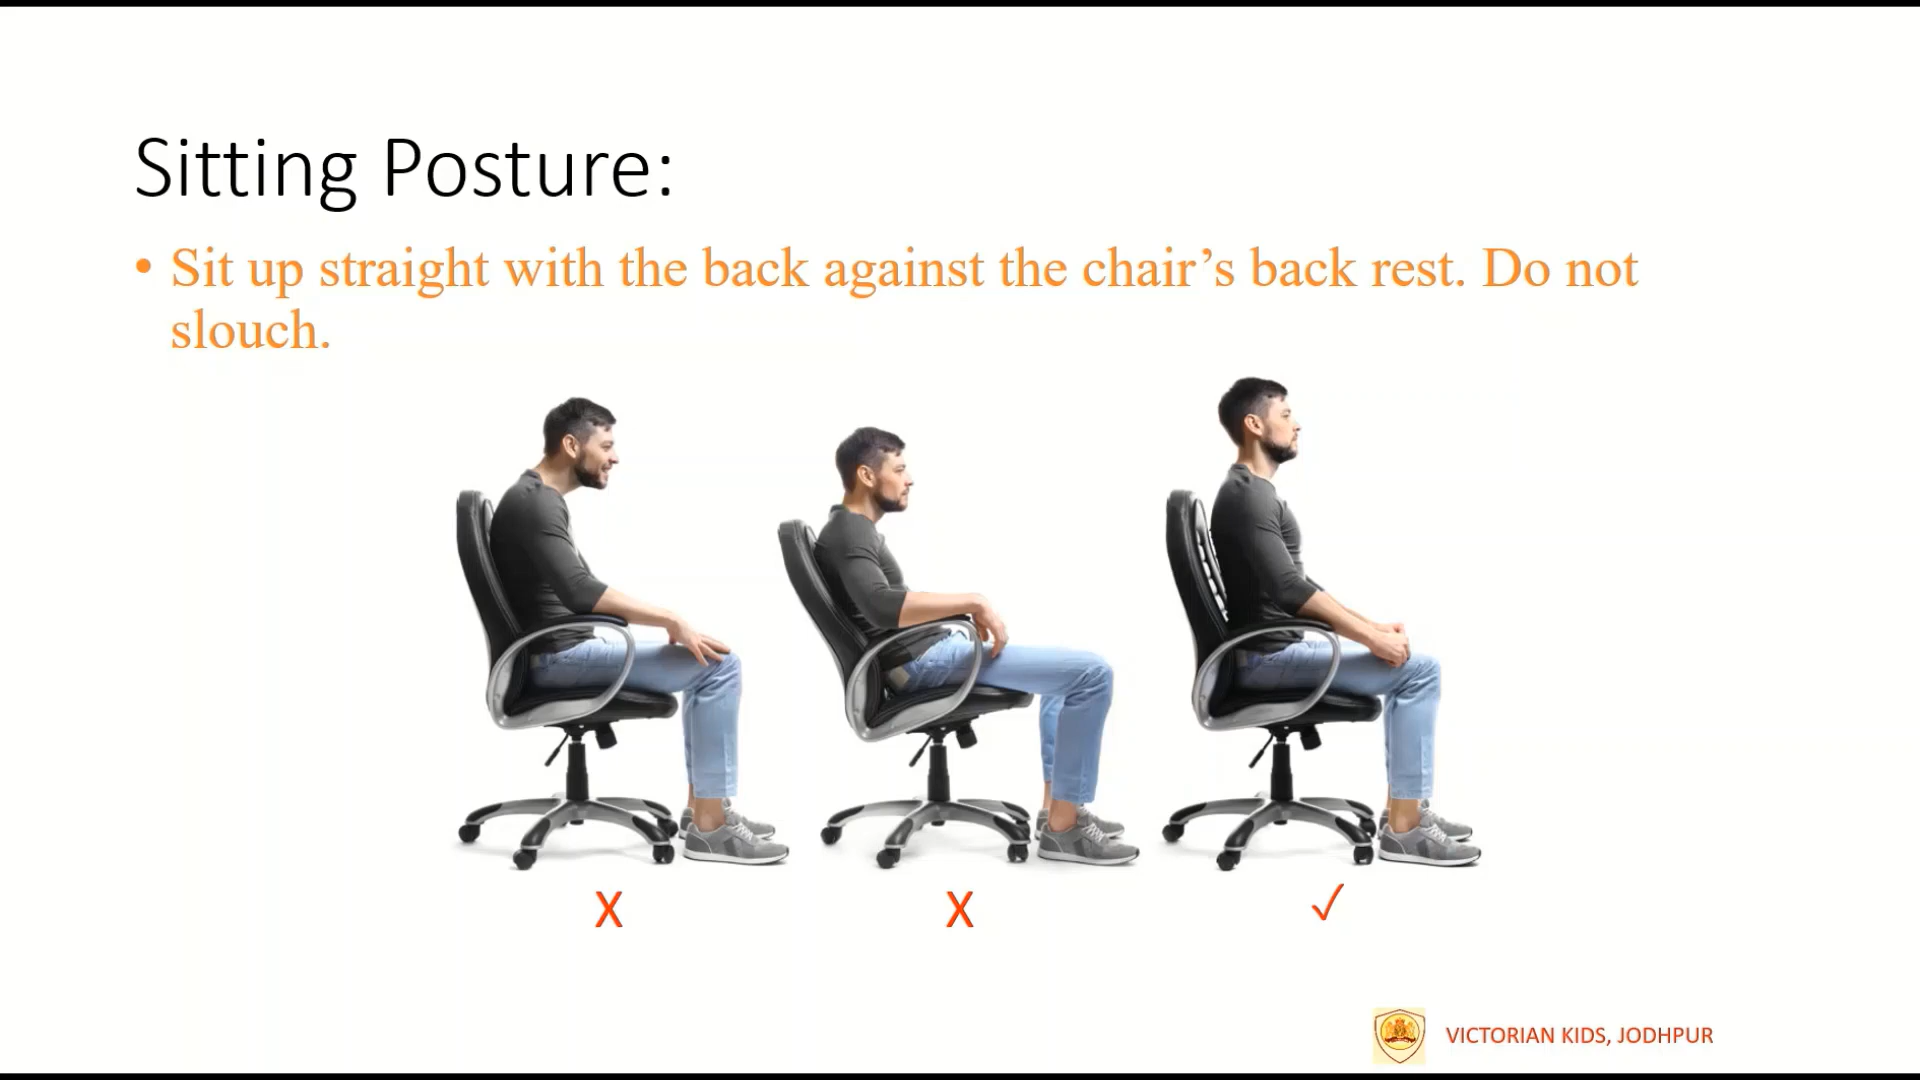 Sitting Posture:
• Sit up straight with the back against the chair’s back rest. Do not
slouch.
X X ✓
VICTORIAN KIDS, JODHPUR